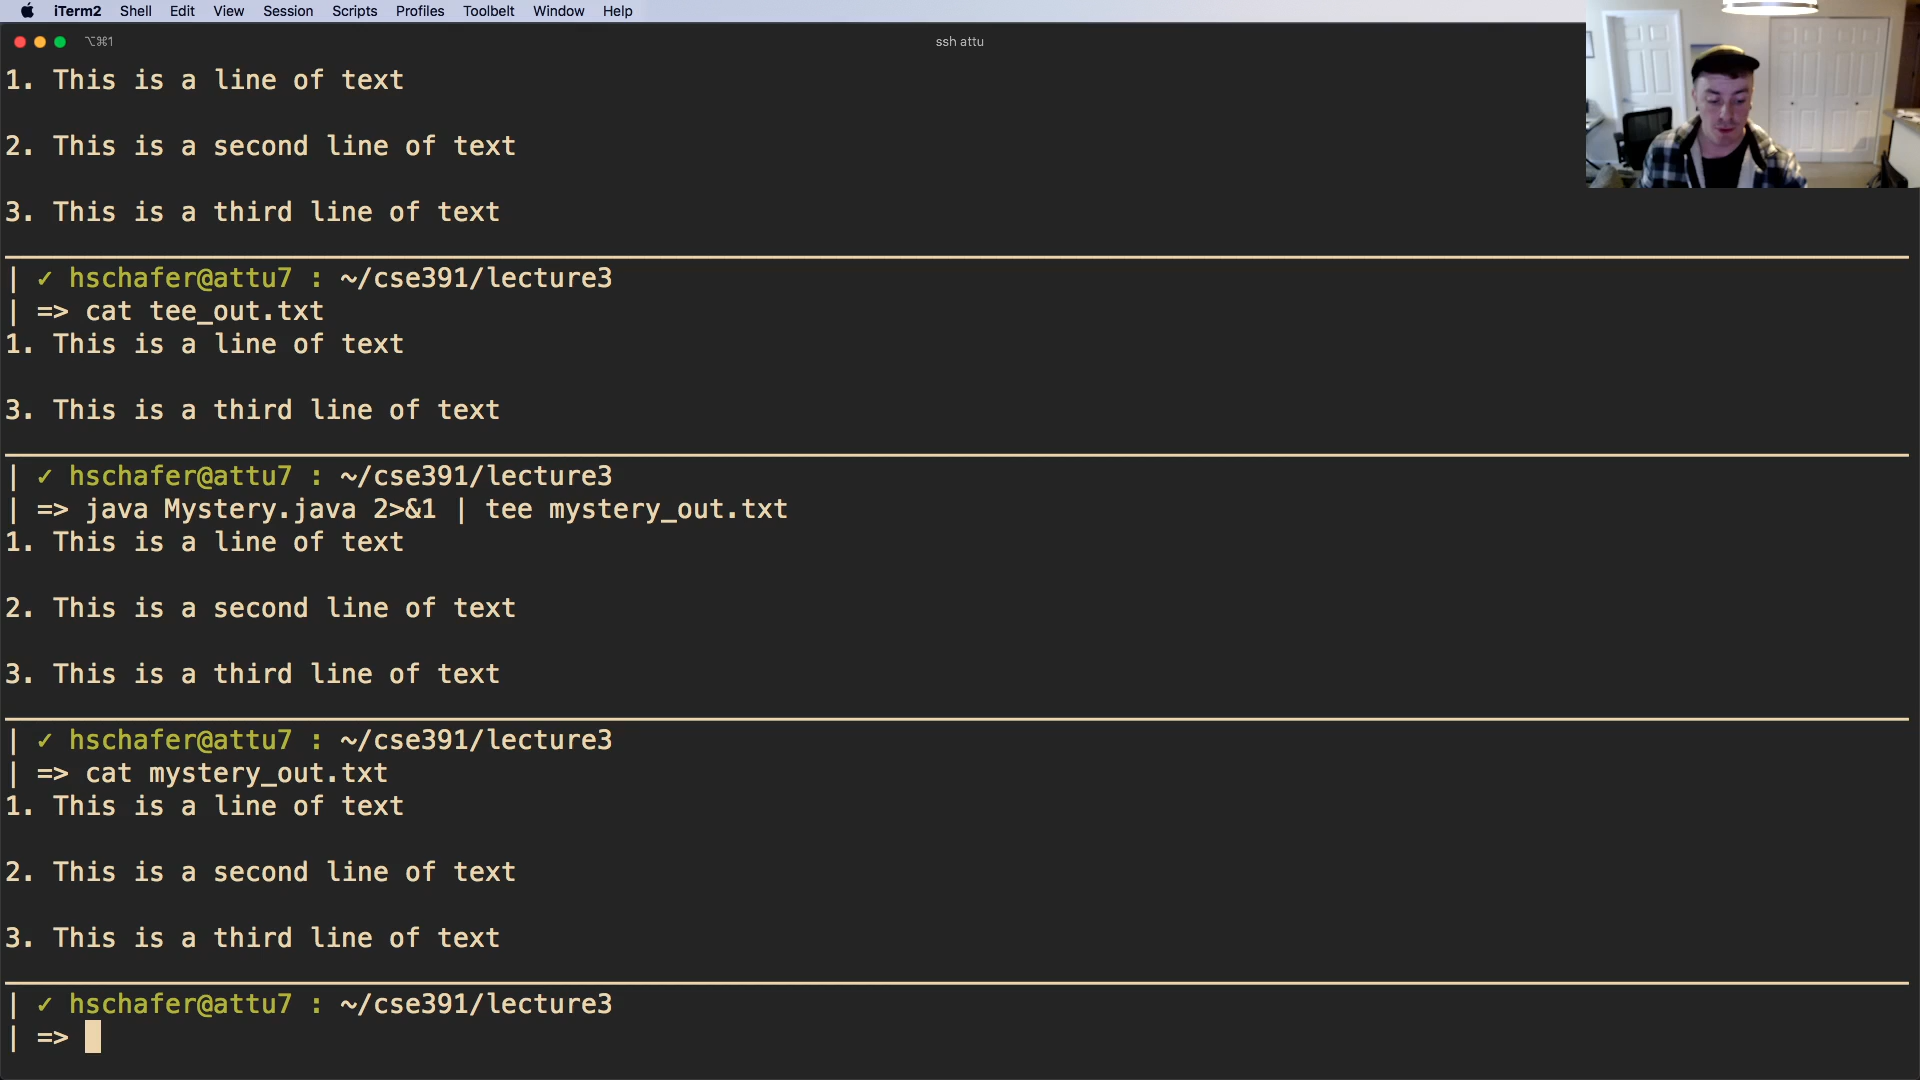 iTerm2 Shell Edit View Session Scripts Profiles Toolbelt Window Help
⌥⌘1 ssh attu
1. This is a line of text
2. This is a second line of text
3. This is a third line of text
| ✓ hschafer@attu7 : ~/cse391/lecture3
| => cat tee_out.txt
1. This is a line of text
3. This is a third line of text
| ✓ hschafer@attu7 : ~/cse391/lecture3
| => java Mystery.java 2>&1 | tee mystery_out.txt
1. This is a line of text
2. This is a second line of text
3. This is a third line of text
| ✓ hschafer@attu7 : ~/cse391/lecture3
| => cat mystery_out.txt
1. This is a line of text
2. This is a second line of text
3. This is a third line of text
| ✓ hschafer@attu7 : ~/cse391/lecture3
| =>